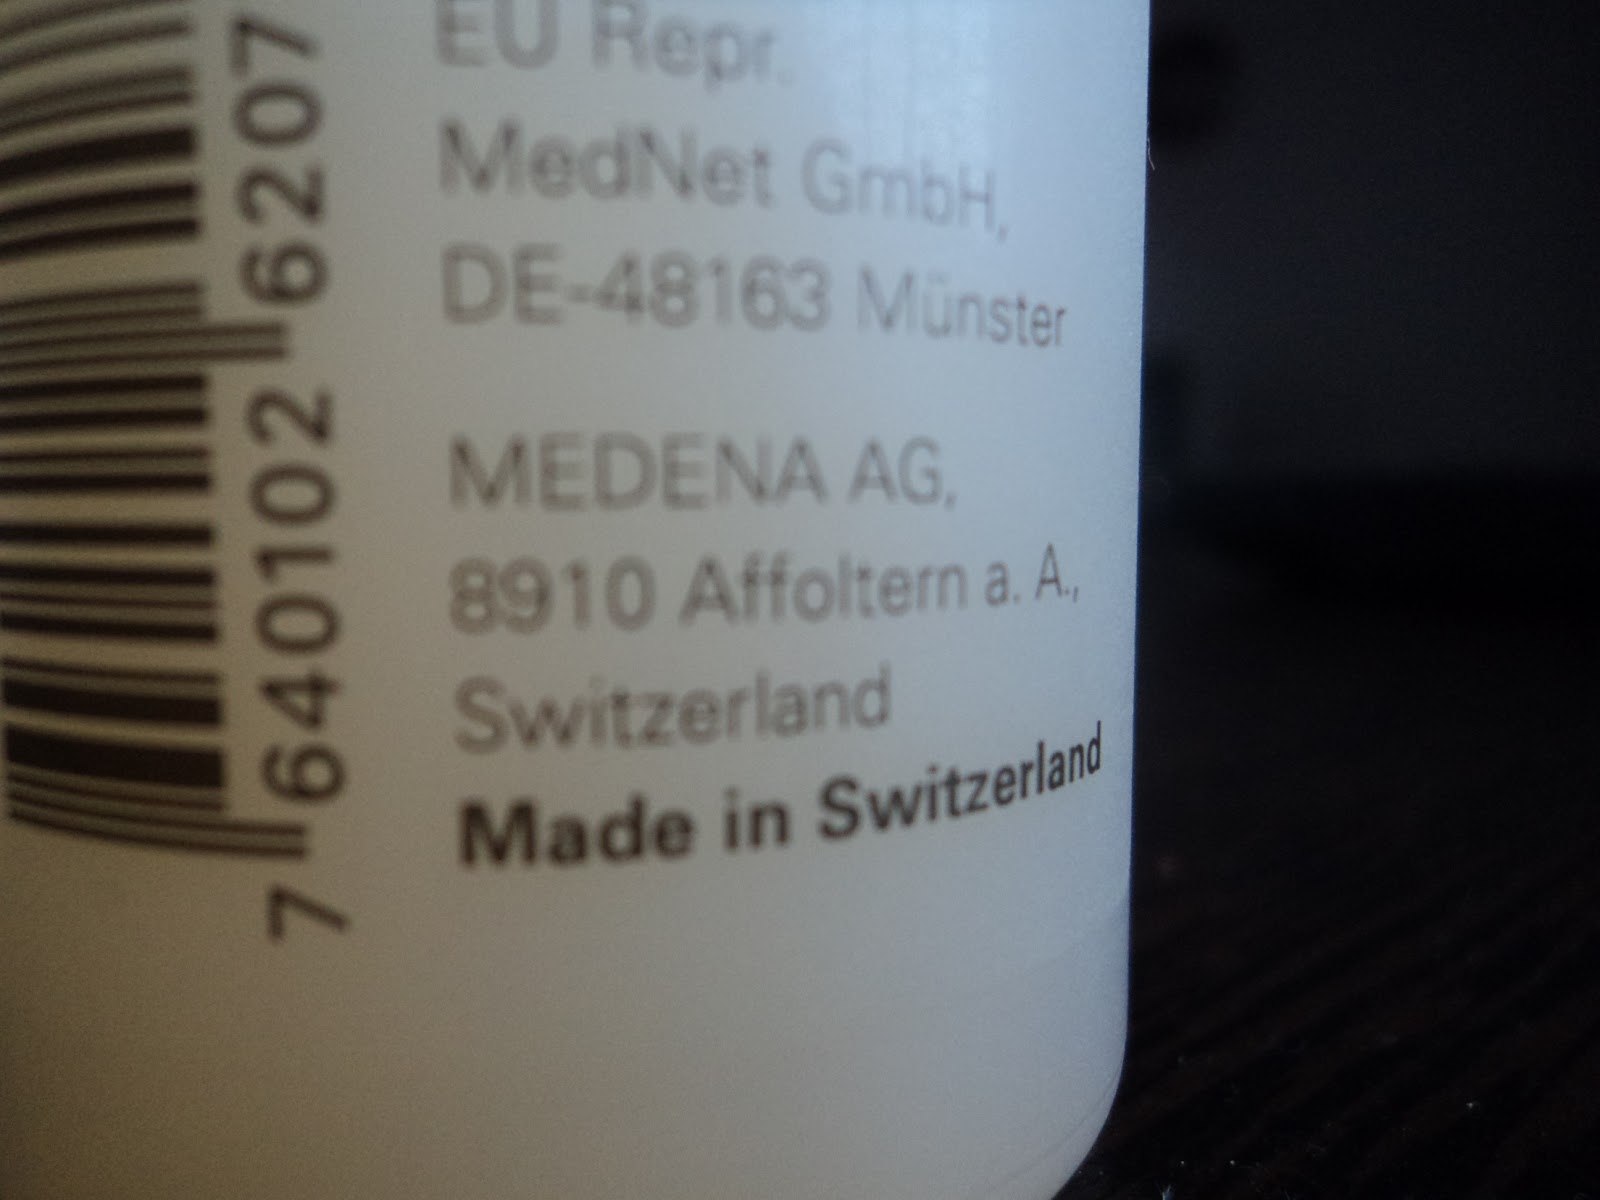 EU Repr.
MedNet GmbH,
DE-48163 Münster
MEDENA AG,
8910 Affoltern a. A.,
Switzerland
Made in Switzerland
7 640102 6207